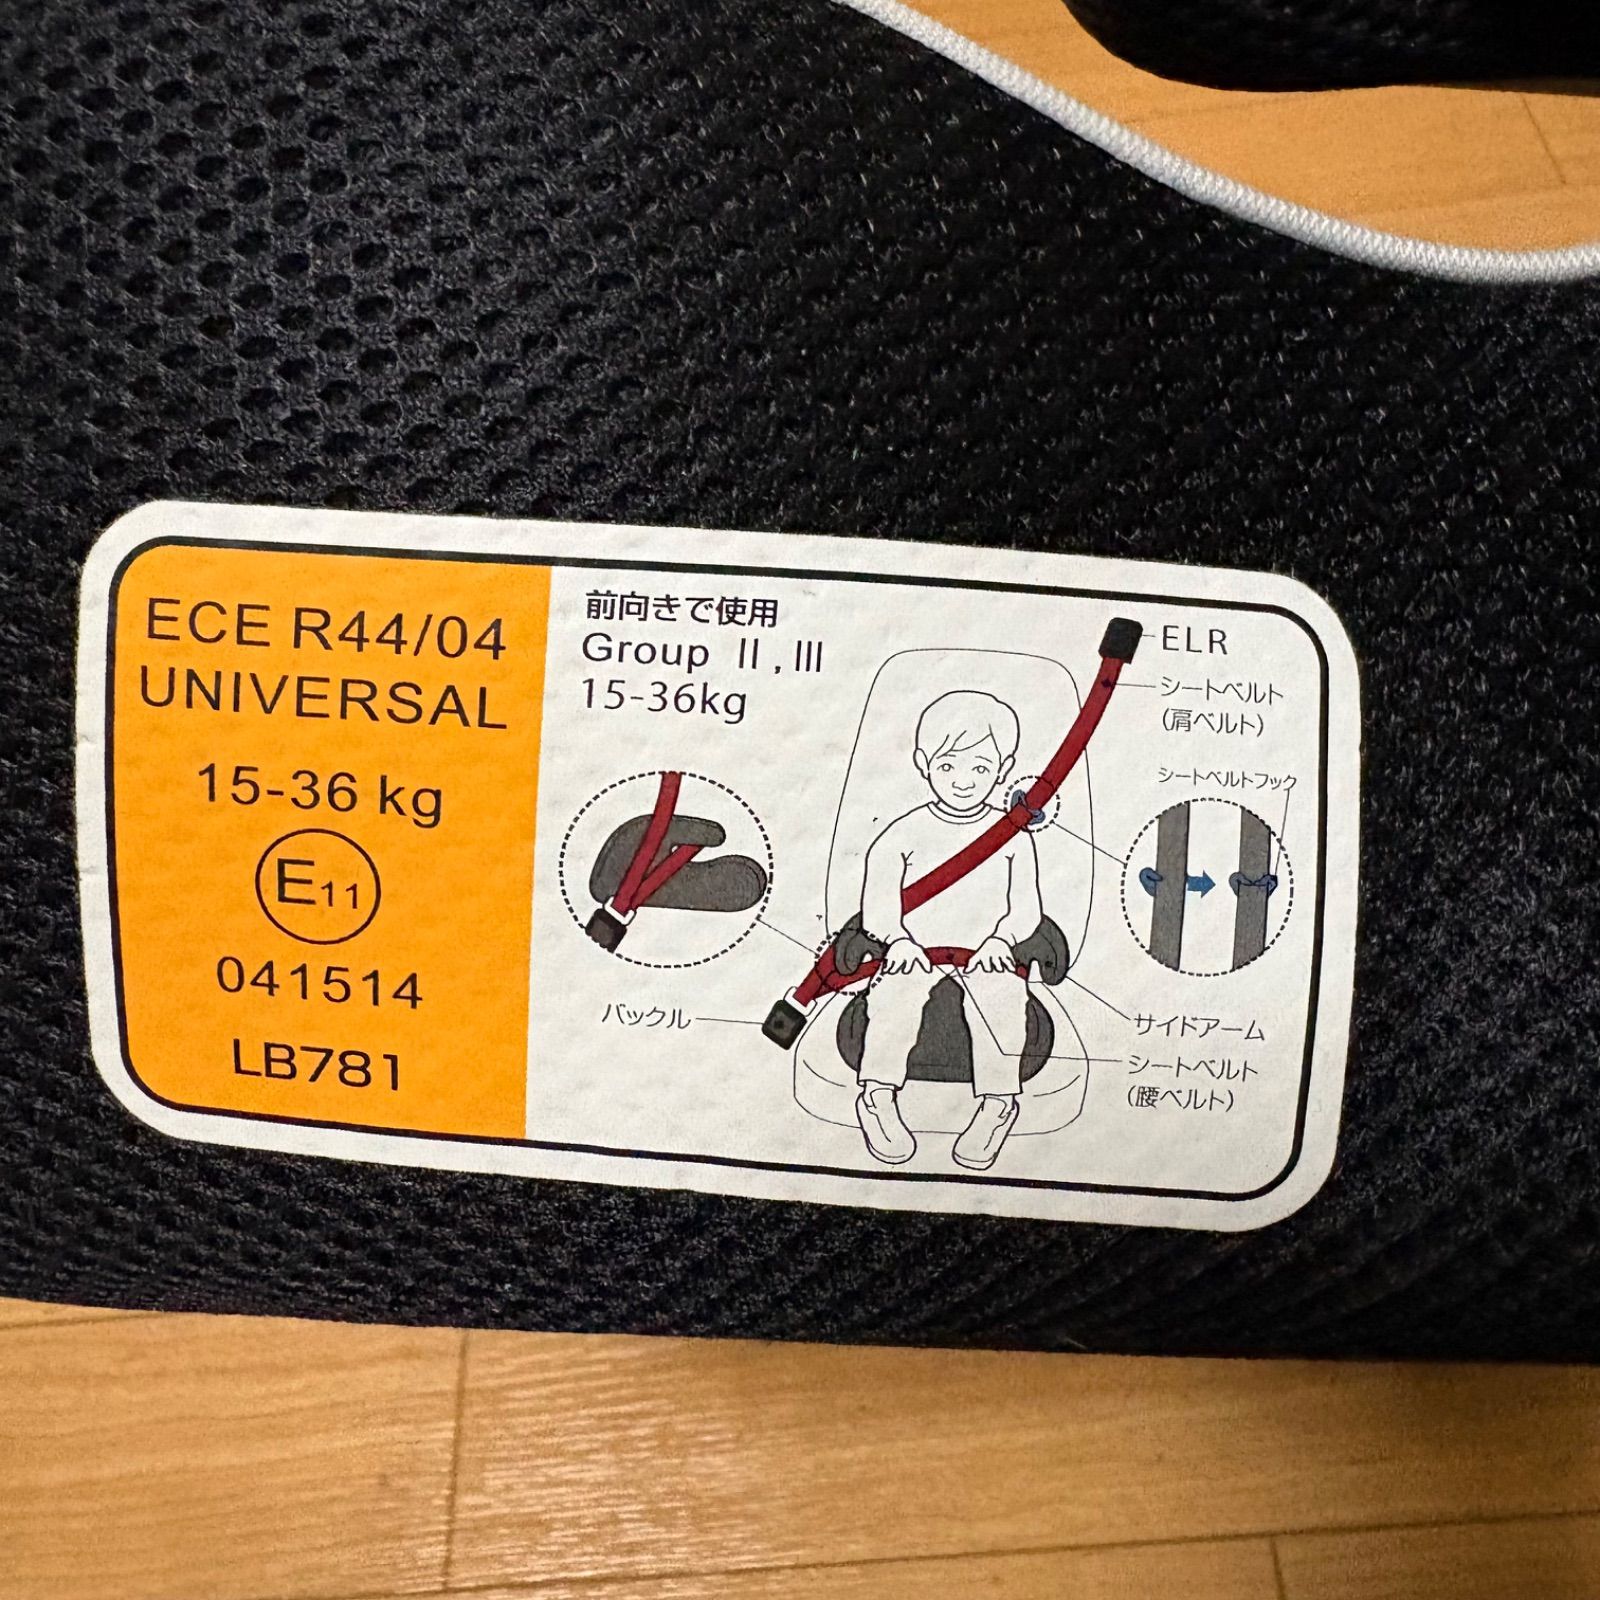 ECE R44/04
UNIVERSAL
15-36 kg
E11
041514
LB781
前向きで使用
Group II,III
15-36kg
ELR
シートベルト
(肩ベルト)
シートベルトフック
バックル
サイドアーム
シートベルト
(腰ベルト)